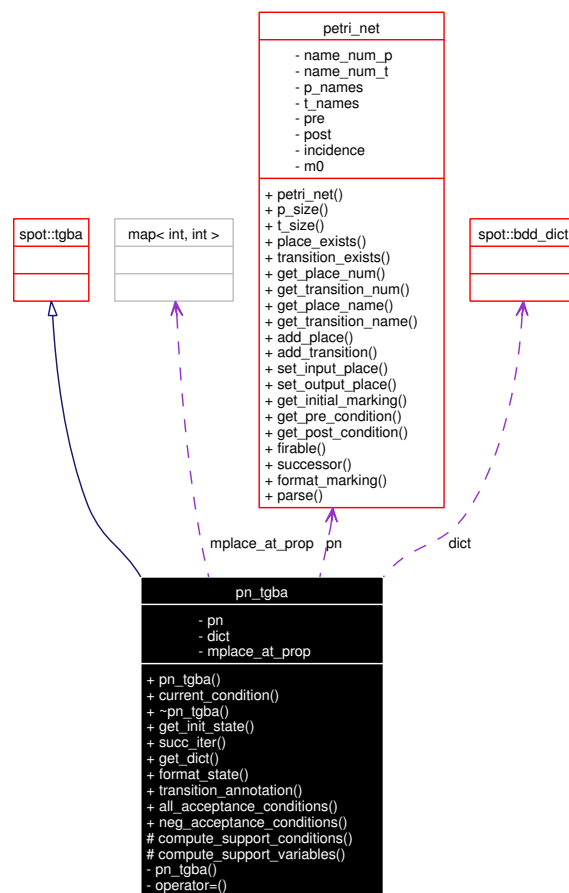 petri_net
- name_num_p
- name_num_t
- p_names
- t_names
- pre
- post
- incidence
- m0
+ petri_net()
+ p_size()
+ t_size()
+ place_exists()
+ transition_exists()
+ get_place_num()
+ get_transition_num()
+ get_place_name()
+ get_transition_name()
+ add_place()
+ add_transition()
+ set_input_place()
+ set_output_place()
+ get_initial_marking()
+ get_pre_condition()
+ get_post_condition()
+ firable()
+ successor()
+ format_marking()
+ parse()
spot::tgba
map< int, int >
spot::bdd_dict
mplace_at_prop
pn
dict
pn_tgba
- pn
- dict
- mplace_at_prop
+ pn_tgba()
+ current_condition()
+ ~pn_tgba()
+ get_init_state()
+ succ_iter()
+ get_dict()
+ format_state()
+ transition_annotation()
+ all_acceptance_conditions()
+ neg_acceptance_conditions()
# compute_support_conditions()
# compute_support_variables()
- pn_tgba()
- operator=()